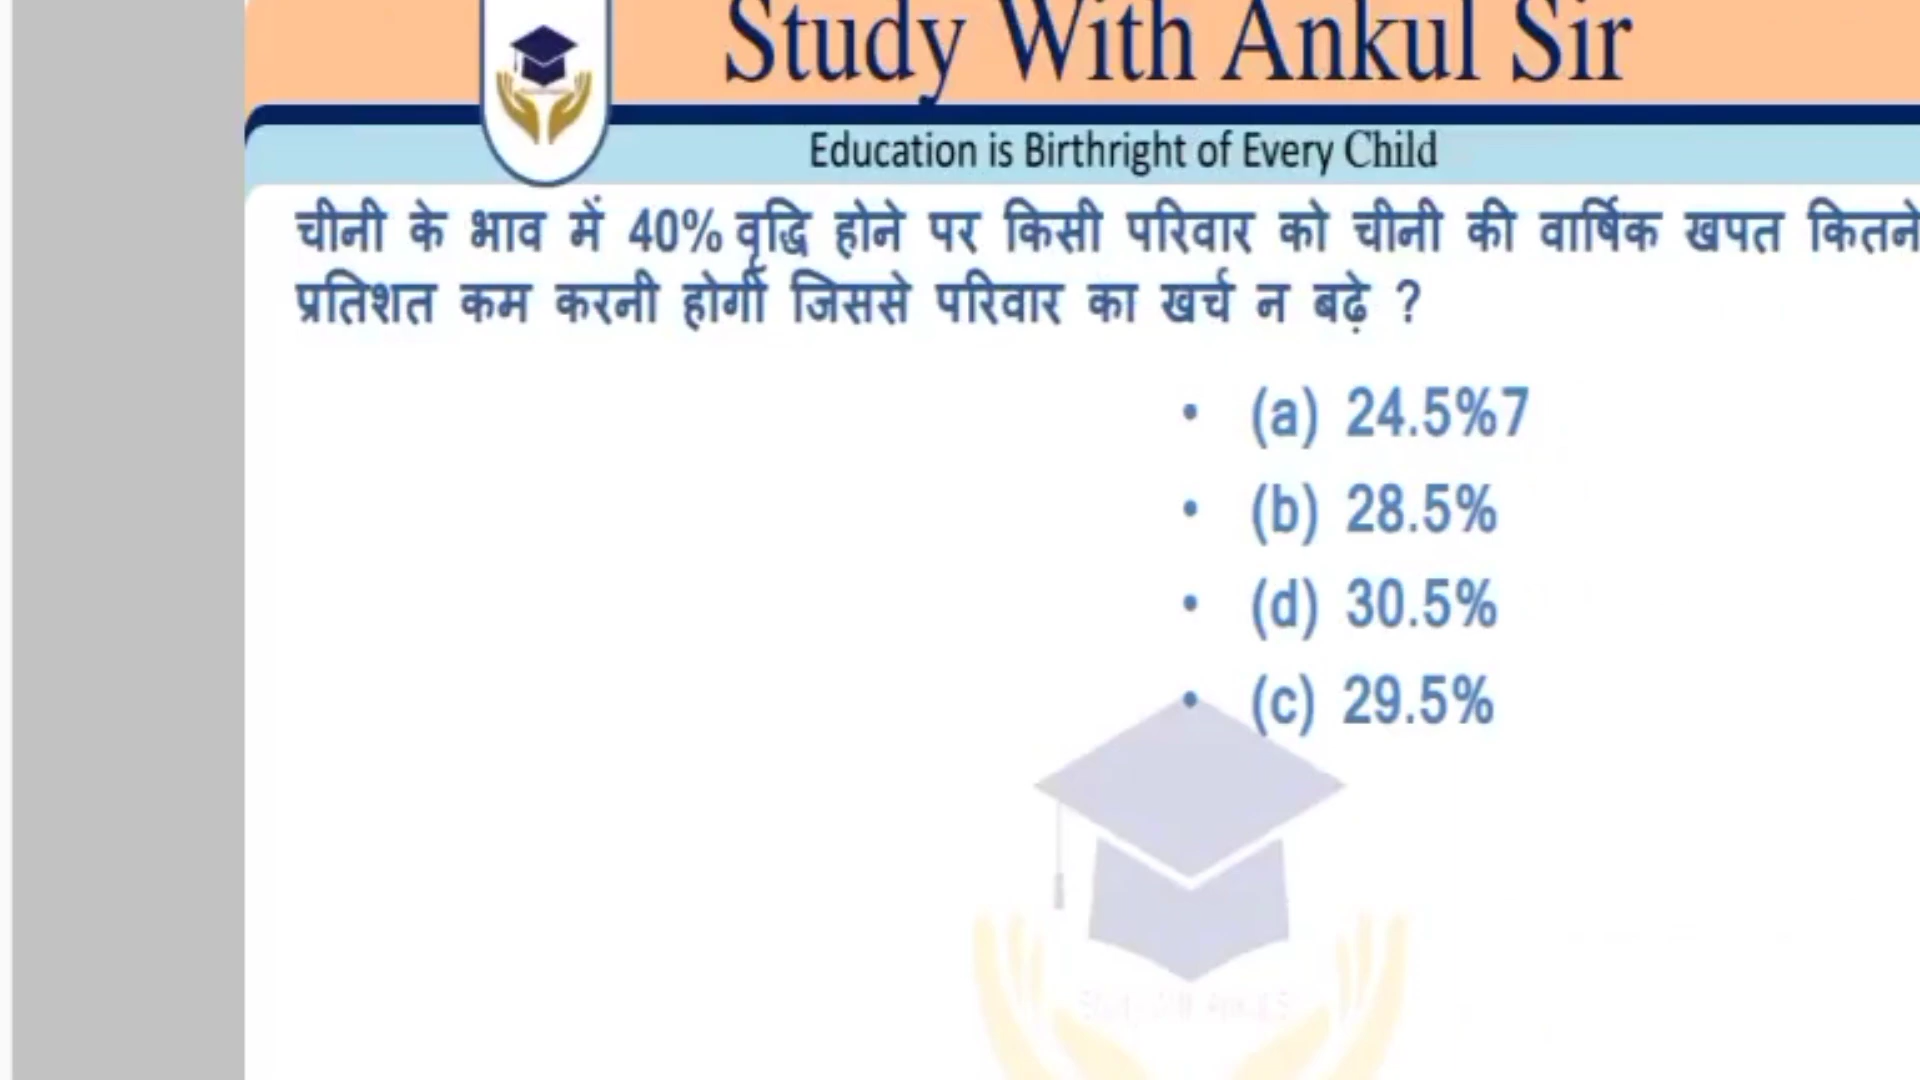 Study With Ankul Sir
Education is Birthright of Every Child
चीनी के भाव में 40% वृद्धि होने पर किसी परिवार को चीनी की वार्षिक खपत कितने
प्रतिशत कम करनी होगी जिससे परिवार का खर्च न बढ़े ?
• (a) 24.5%7
• (b) 28.5%
• (d) 30.5%
• (c) 29.5%